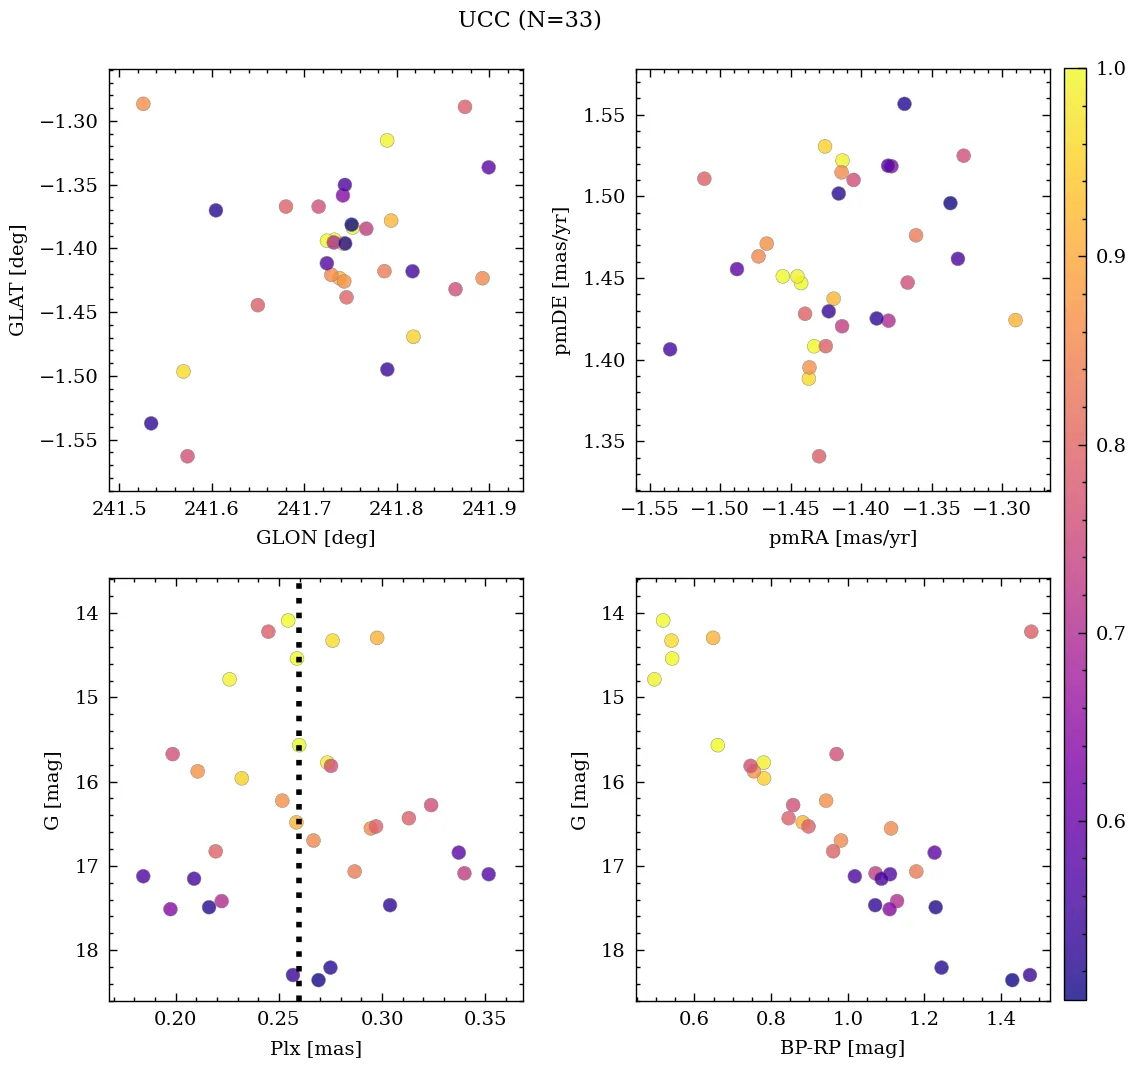 UCC (N=33)
−1.30
−1.35
−1.40
−1.45
−1.50
−1.55
GLAT [deg]
241.5 241.6 241.7 241.8 241.9
GLON [deg]
1.55
1.50
1.45
1.40
1.35
pmDE [mas/yr]
−1.55 −1.50 −1.45 −1.40 −1.35 −1.30
pmRA [mas/yr]
1.0
0.9
0.8
0.7
0.6
14
15
16
17
18
G [mag]
0.20 0.25 0.30 0.35
Plx [mas]
14
15
16
17
18
G [mag]
0.6 0.8 1.0 1.2 1.4
BP-RP [mag]